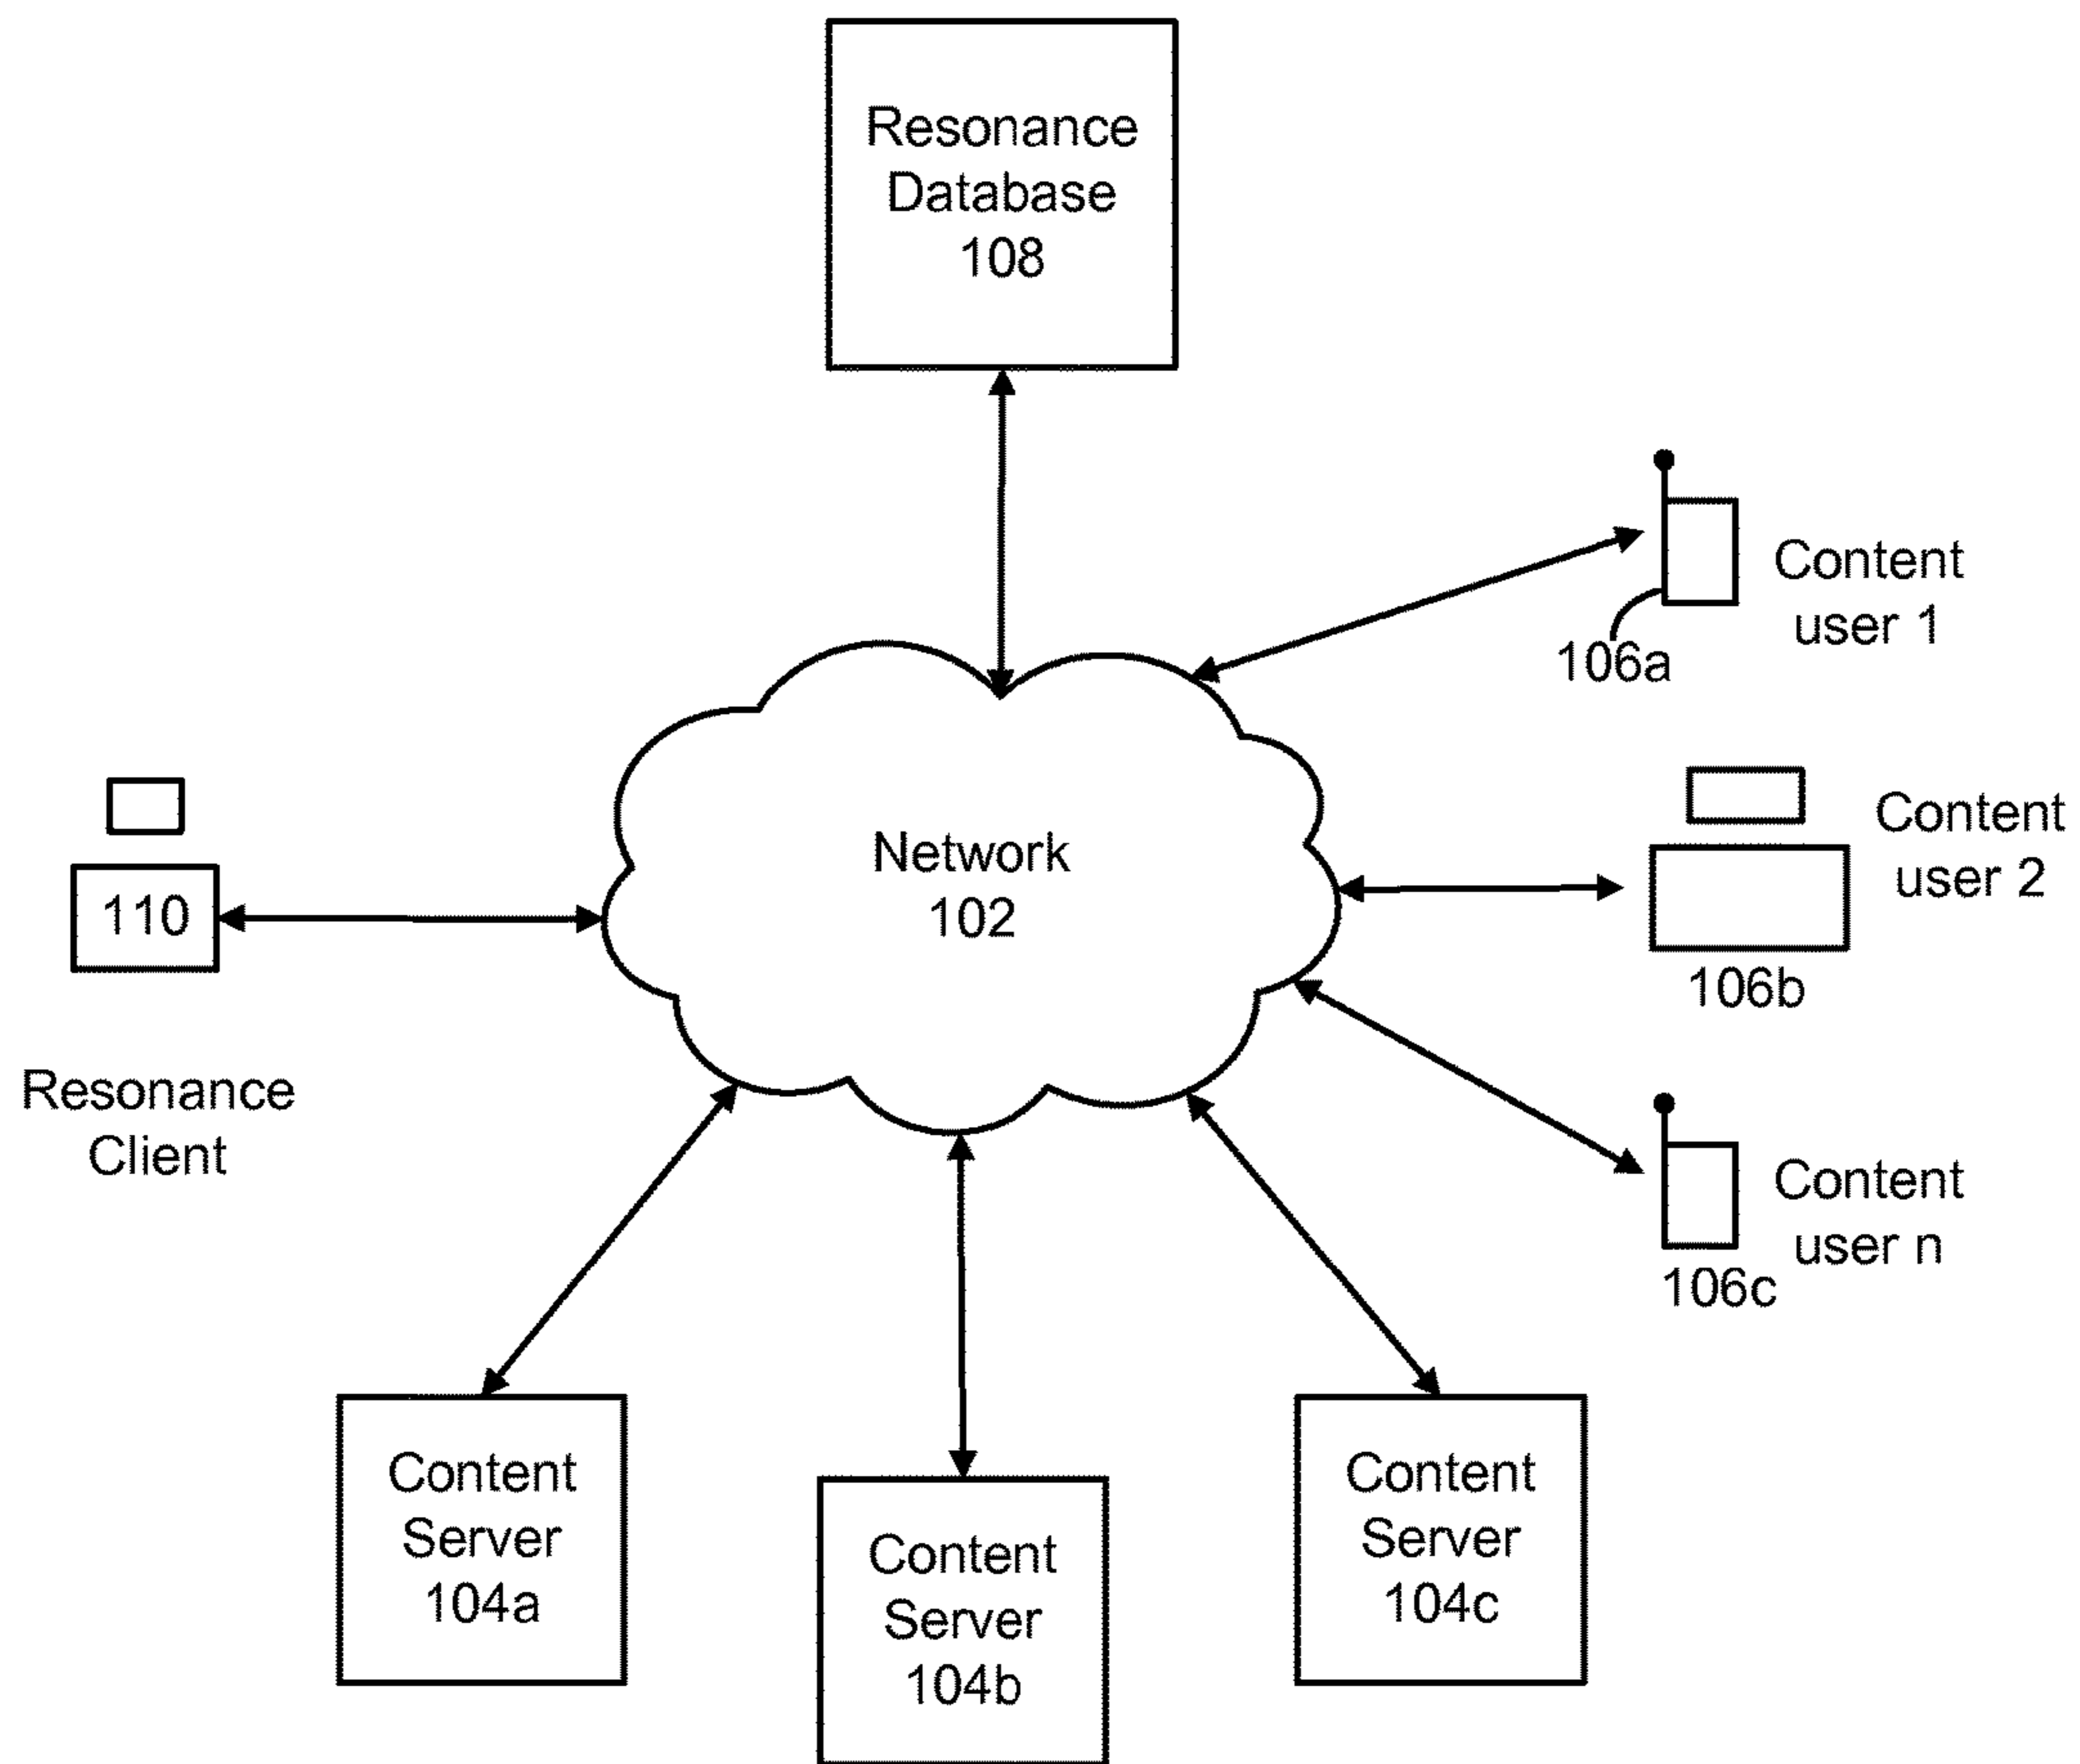 Resonance
Database
108
Content
user 1
106a
Content
user 2
106b
Network
102
110
Resonance
Client
Content
user n
106c
Content
Server
104a
Content
Server
104b
Content
Server
104c